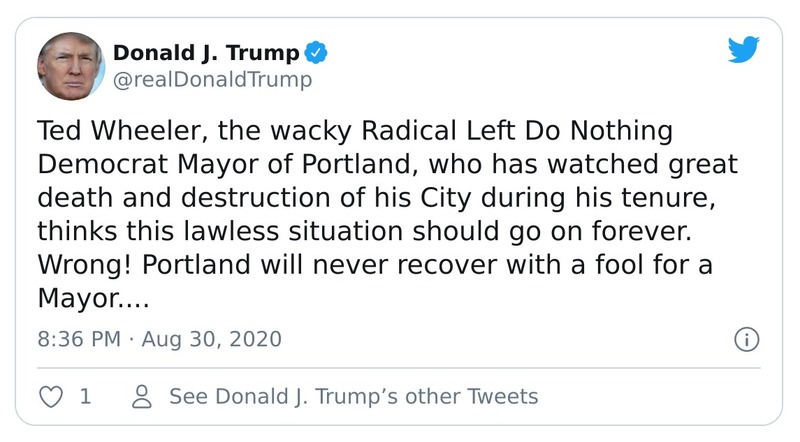 Donald J. Trump
@realDonaldTrump
Ted Wheeler, the wacky Radical Left Do Nothing
Democrat Mayor of Portland, who has watched great
death and destruction of his City during his tenure,
thinks this lawless situation should go on forever.
Wrong! Portland will never recover with a fool for a
Mayor....
8:36 PM · Aug 30, 2020
1 See Donald J. Trump’s other Tweets